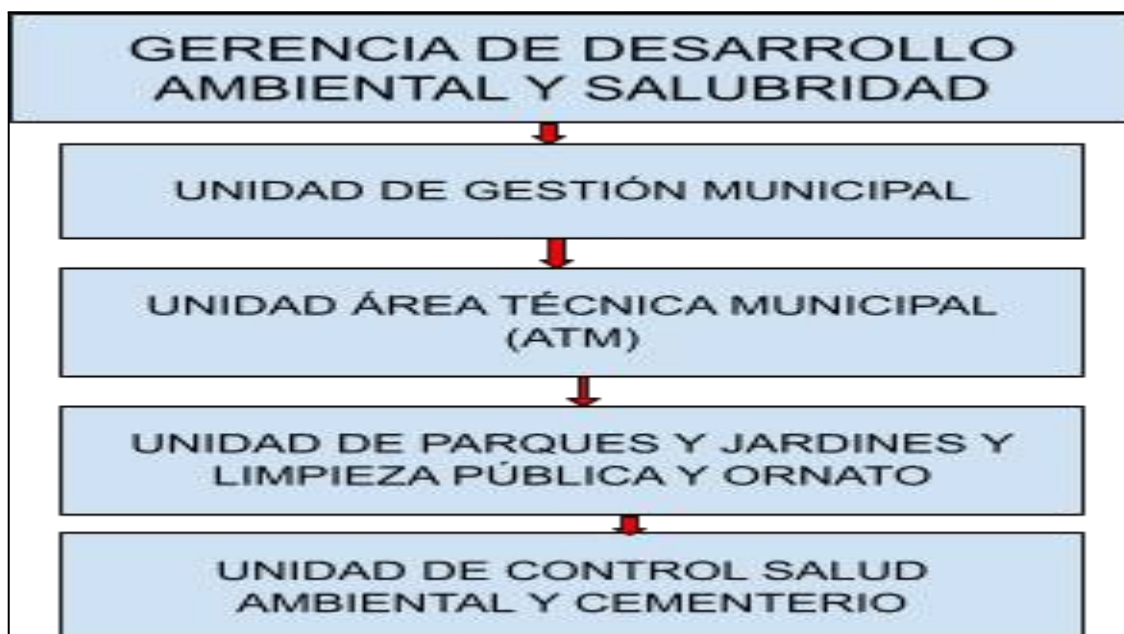 GERENCIA DE DESARROLLO
AMBIENTAL Y SALUBRIDAD
UNIDAD DE GESTIÓN MUNICIPAL
UNIDAD ÁREA TÉCNICA MUNICIPAL
(ATM)
UNIDAD DE PARQUES Y JARDINES Y
LIMPIEZA PÚBLICA Y ORNATO
UNIDAD DE CONTROL SALUD
AMBIENTAL Y CEMENTERIO